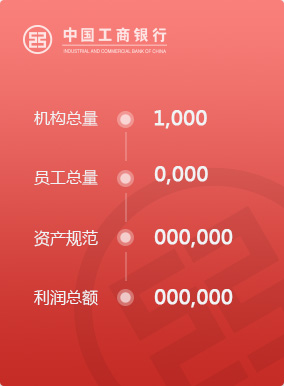 中国工商银行
INDUSTRIAL AND COMMERCIAL BANK OF CHINA
机构总量 1,000
员工总量 0,000
资产规范 000,000
利润总额 000,000